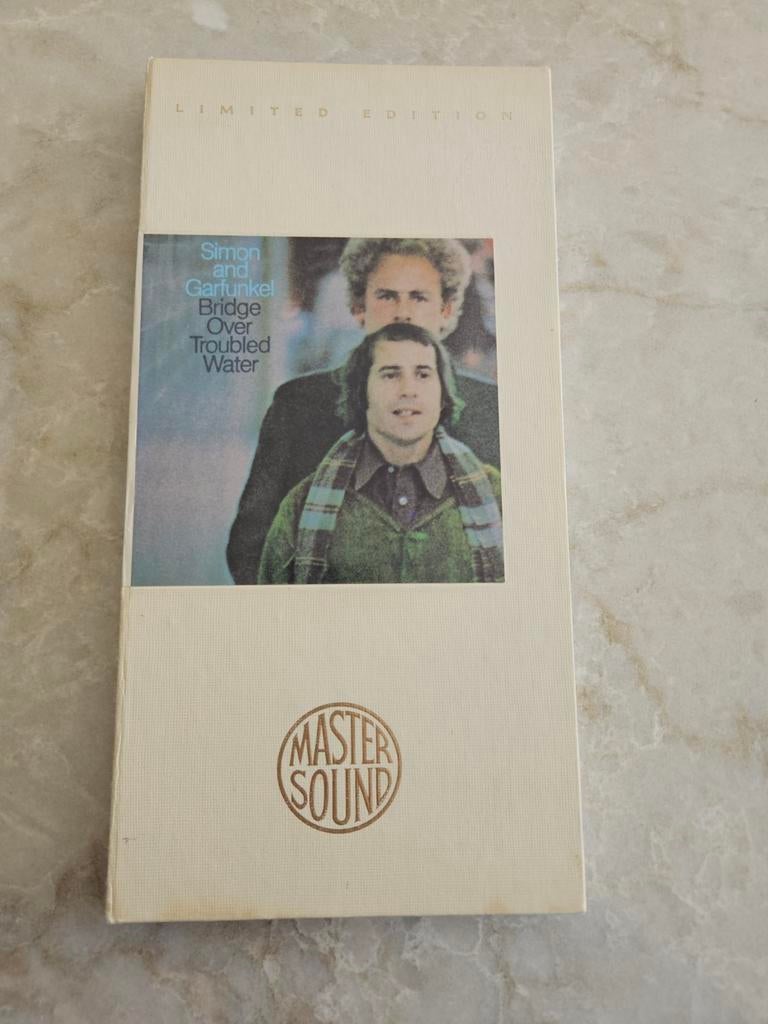 LIMITED EDITION
Simon
and
Garfunkel
Bridge
Over
Troubled
Water
MASTER
SOUND